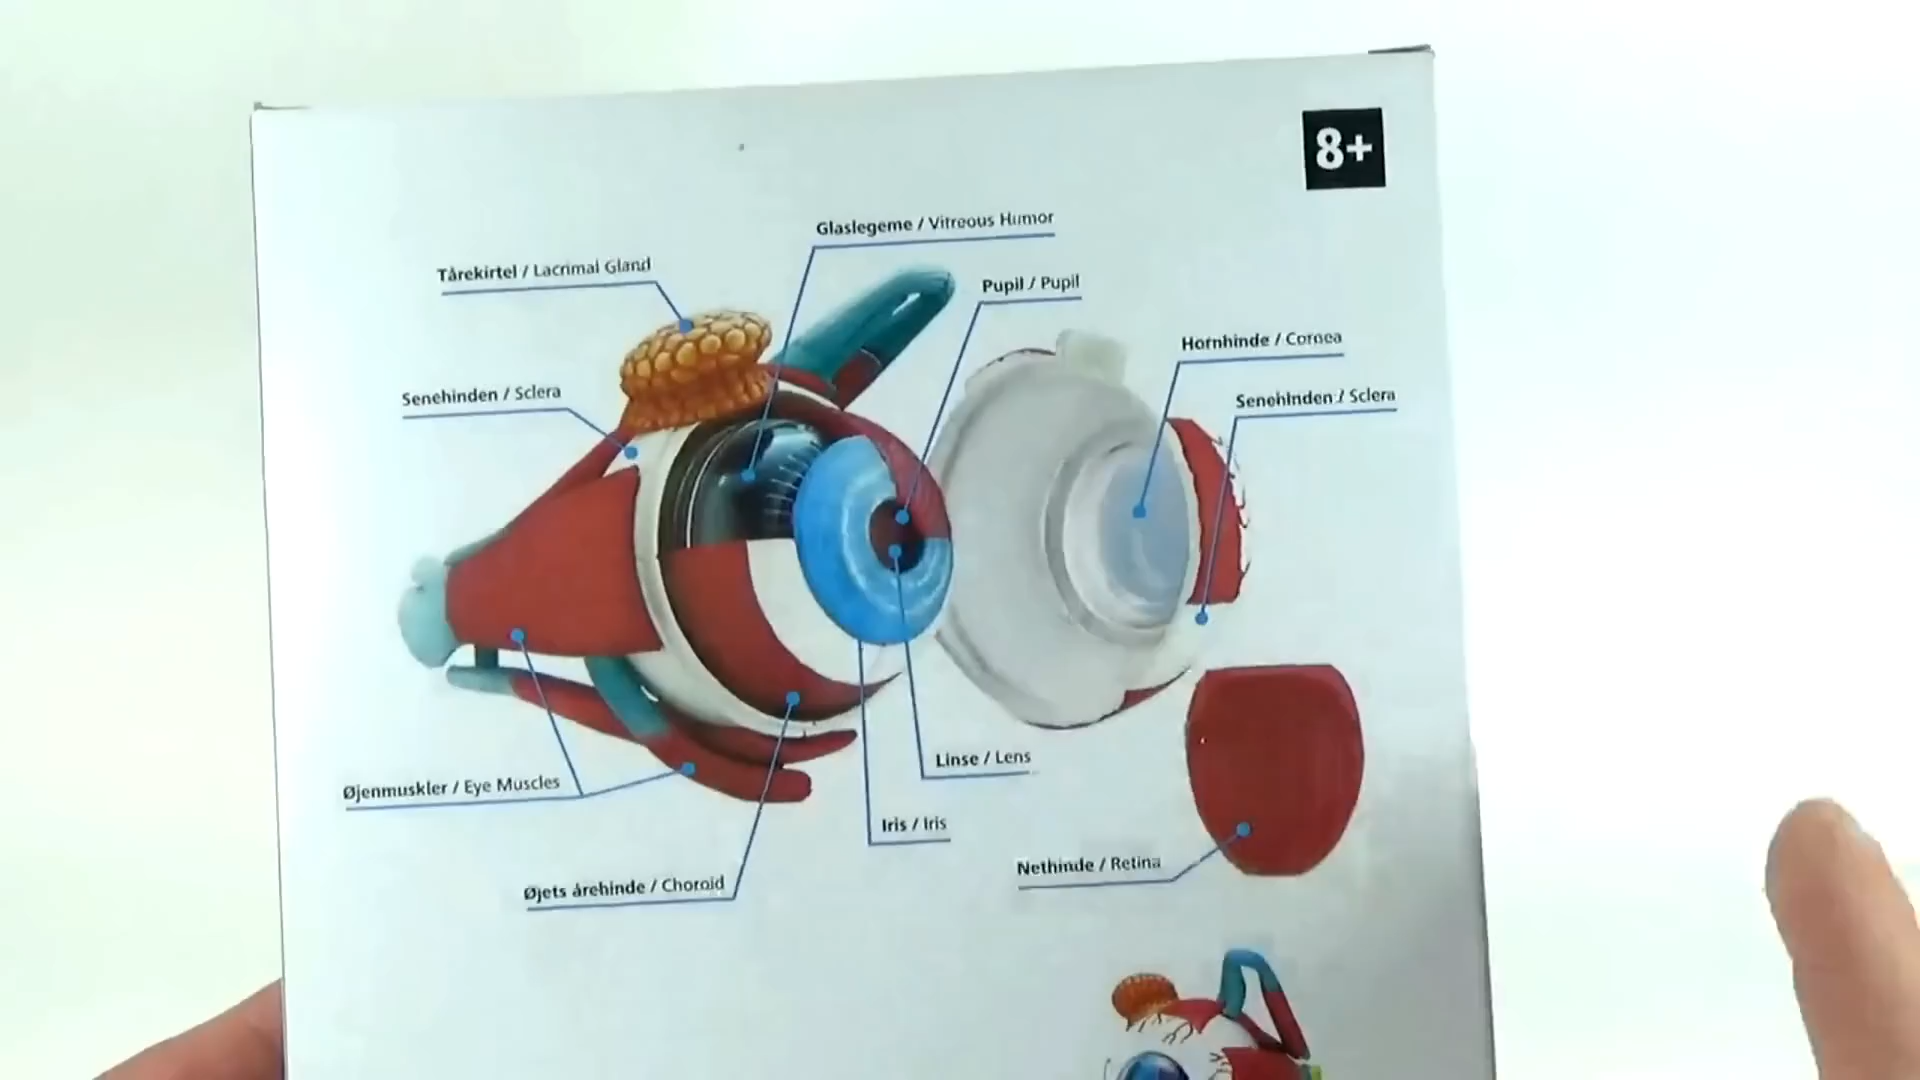 8+
Glaslegeme / Vitreous Humor
Tårekirtel / Lacrimal Gland
Pupil / Pupil
Hornhinde / Cornea
Senehinden / Sclera
Senehinden / Sclera
Linse / Lens
Øjenmuskler / Eye Muscles
Iris / Iris
Nethinde / Retina
Øjets årehinde / Choroid